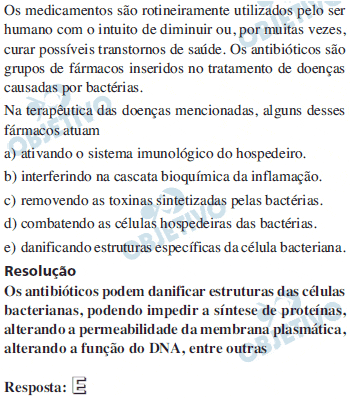 Os medicamentos são rotineiramente utilizados pelo ser
humano com o intuito de diminuir ou, por muitas vezes,
curar possíveis transtornos de saúde. Os antibióticos são
grupos de fármacos inseridos no tratamento de doenças
causadas por bactérias.
Na terapêutica das doenças mencionadas, alguns desses
fármacos atuam
a) ativando o sistema imunológico do hospedeiro.
b) interferindo na cascata bioquímica da inflamação.
c) removendo as toxinas sintetizadas pelas bactérias.
d) combatendo as células hospedeiras das bactérias.
e) danificando estruturas específicas da célula bacteriana.
Resolução
Os antibióticos podem danificar estruturas das células
bacterianas, podendo impedir a síntese de proteínas,
alterando a permeabilidade da membrana plasmática,
alterando a função do DNA, entre outras
Resposta: E
OBJETIVO
OBJETIVO
OBJETIVO
OBJETIVO
OBJETIVO